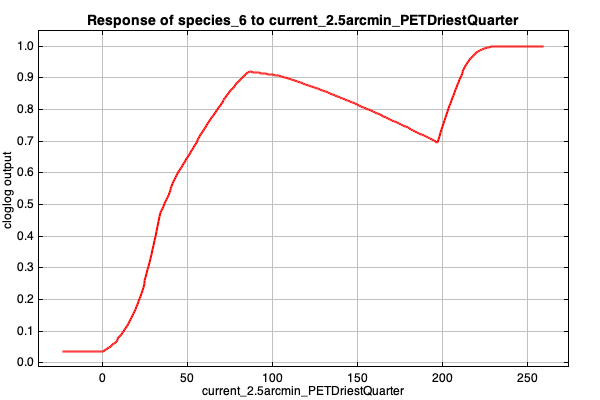 Response of species_6 to current_2.5arcmin_PETDriestQuarter
1.0
0.9
0.8
0.7
0.6
0.5
0.4
0.3
0.2
0.1
0.0
cloglog output
0 50 100 150 200 250
current_2.5arcmin_PETDriestQuarter